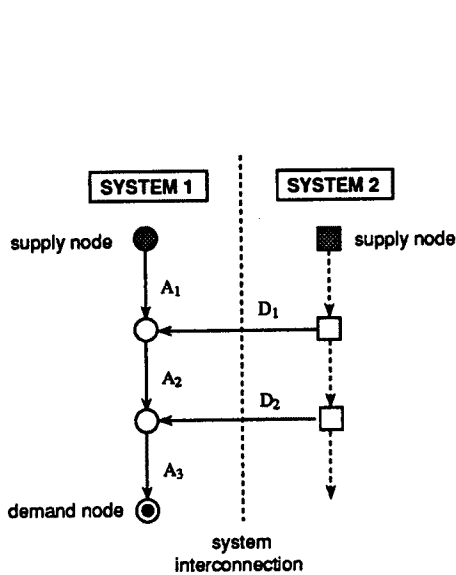 SYSTEM 1
SYSTEM 2
supply node
supply node
A1
D1
A2
D2
A3
demand node
system
interconnection